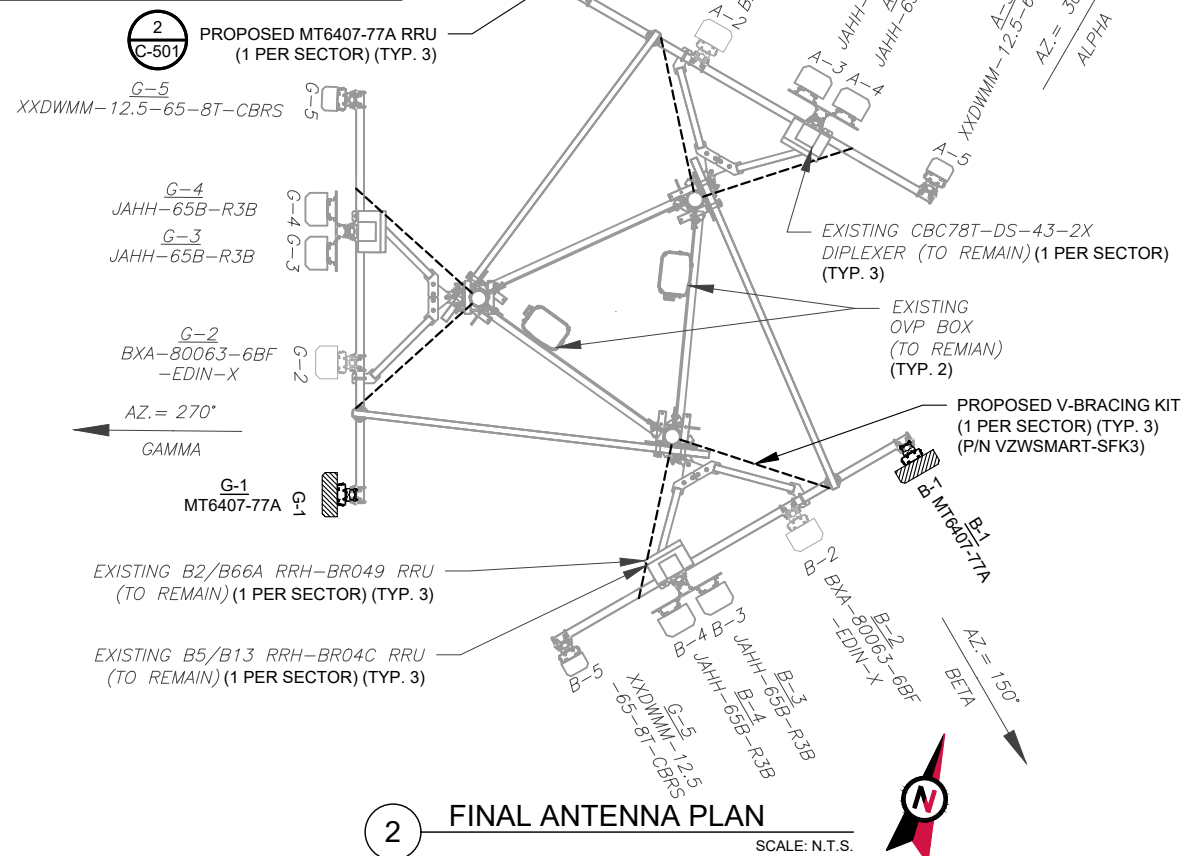 2
C-501
PROPOSED MT6407-77A RRU
(1 PER SECTOR) (TYP. 3)
G-5
XXDWMM-12.5-65-8T-CBRS
G-5
G-4
JAHH-65B-R3B
G-3
JAHH-65B-R3B
G-4
G-3
G-2
BXA-80063-6BF
-EDIN-X
G-2
AZ.= 270°
GAMMA
G-1
MT6407-77A
G-1
A-2
A-3
A-4
JAHH-65
A-5
XXDWMM-12.5-6
ALPHA
EXISTING CBC78T-DS-43-2X
DIPLEXER (TO REMAIN) (1 PER SECTOR)
(TYP. 3)
EXISTING
OVP BOX
(TO REMIAN)
(TYP. 2)
PROPOSED V-BRACING KIT
(1 PER SECTOR) (TYP. 3)
(P/N VZWSMART-SFK3)
B-1
B-1
MT6407-77A
B-2
B-2
BXA-80063-6BF
-EDIN-X
EXISTING B2/B66A RRH-BR049 RRU
(TO REMAIN) (1 PER SECTOR) (TYP. 3)
EXISTING B5/B13 RRH-BR04C RRU
(TO REMAIN) (1 PER SECTOR) (TYP. 3)
B-3
B-3
JAHH-65B-R3B
B-4
B-4
JAHH-65B-R3B
B-5
G-5
XXDWMM-12.5
-65-8T-CBRS
AZ.= 150°
BETA
N
2
FINAL ANTENNA PLAN
SCALE: N.T.S.